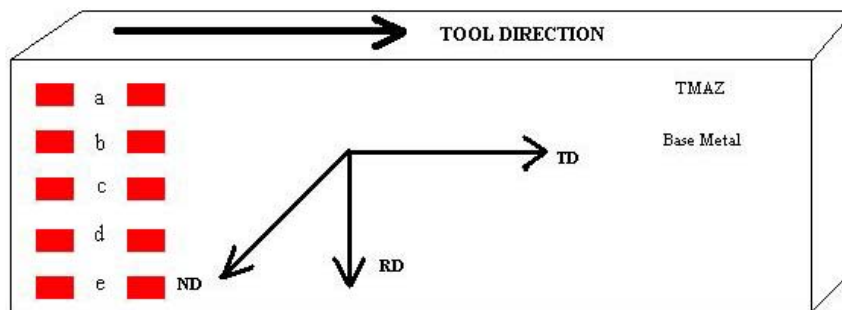 TOOL DIRECTION
a
TMAZ
b
Base Metal
TD
c
d
RD
e
ND